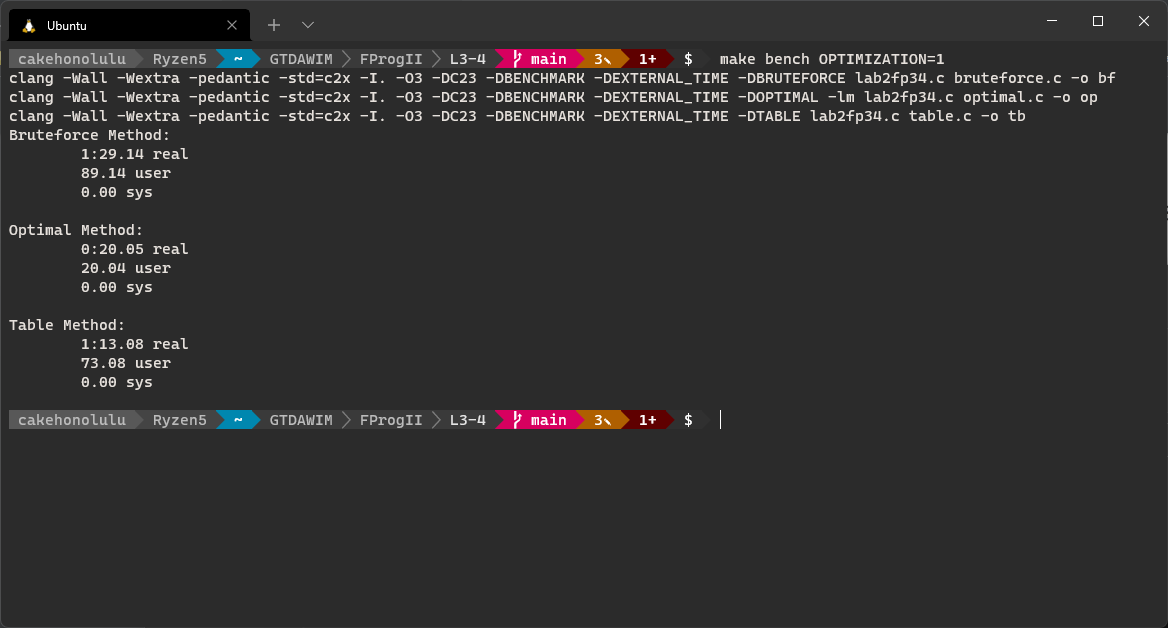 Ubuntu
cakehonolulu Ryzen5 ~ GTDAWIM FProgII L3-4 main 3✎ 1+ $ make bench OPTIMIZATION=1
clang -Wall -Wextra -pedantic -std=c2x -I. -O3 -DC23 -DBENCHMARK -DEXTERNAL_TIME -DBRUTEFORCE lab2fp34.c bruteforce.c -o bf
clang -Wall -Wextra -pedantic -std=c2x -I. -O3 -DC23 -DBENCHMARK -DEXTERNAL_TIME -DOPTIMAL -lm lab2fp34.c optimal.c -o op
clang -Wall -Wextra -pedantic -std=c2x -I. -O3 -DC23 -DBENCHMARK -DEXTERNAL_TIME -DTABLE lab2fp34.c table.c -o tb
Bruteforce Method:
1:29.14 real
89.14 user
0.00 sys
Optimal Method:
0:20.05 real
20.04 user
0.00 sys
Table Method:
1:13.08 real
73.08 user
0.00 sys
cakehonolulu Ryzen5 ~ GTDAWIM FProgII L3-4 main 3✎ 1+ $